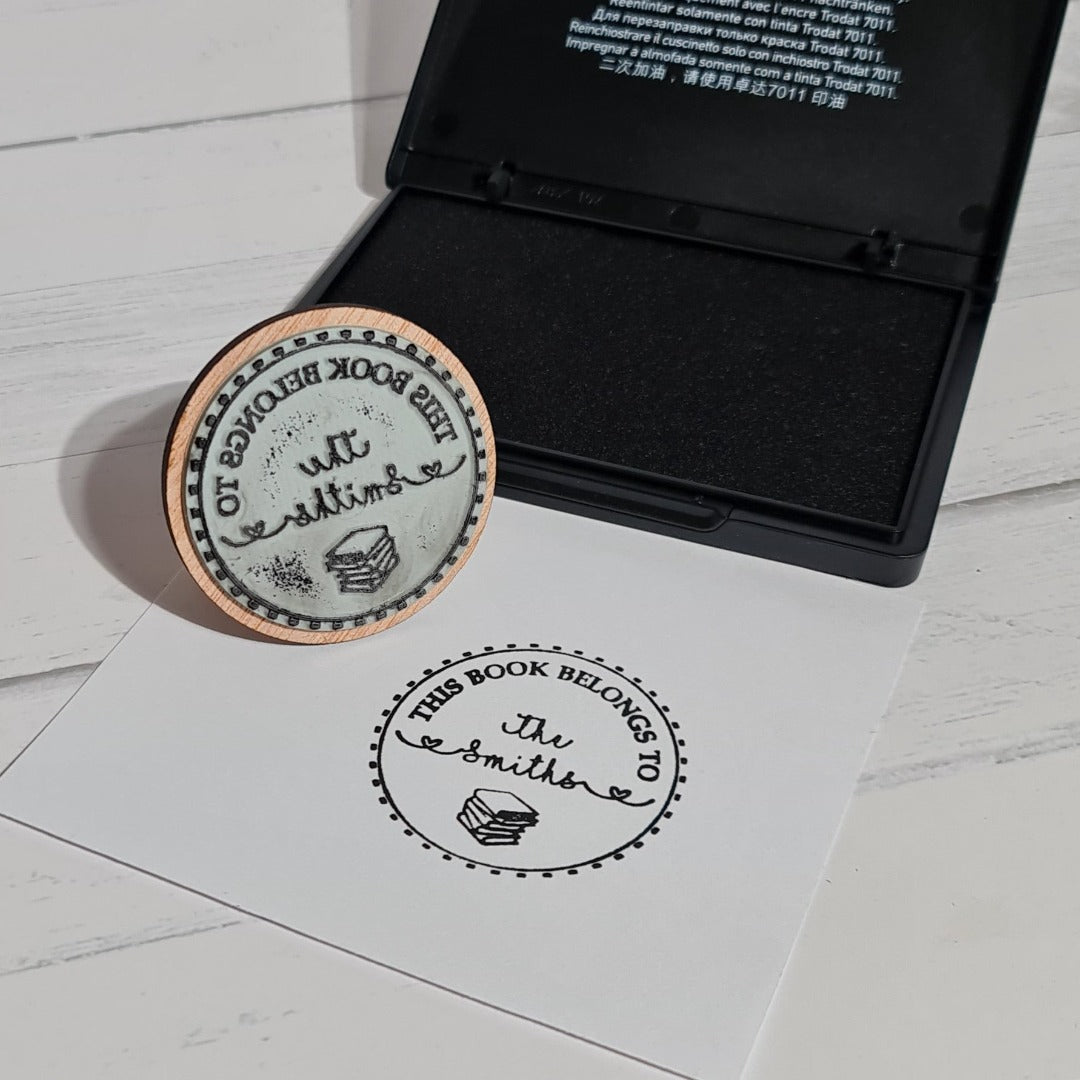 nachtränken.
avec l'encre Trodat 7011.
Reentintar solamente con tinta Trodat 7011.
Для перезаправки только краска Trodat 7011.
Reinchiostrare il cuscinetto solo con inchiostro Trodat 7011.
Impregnar a almofada somente com a tinta Trodat 7011.
二次加油，请使用卓达7011 印油
THIS BOOK BELONGS TO
The
Smiths
THIS BOOK BELONGS TO
The
Smiths